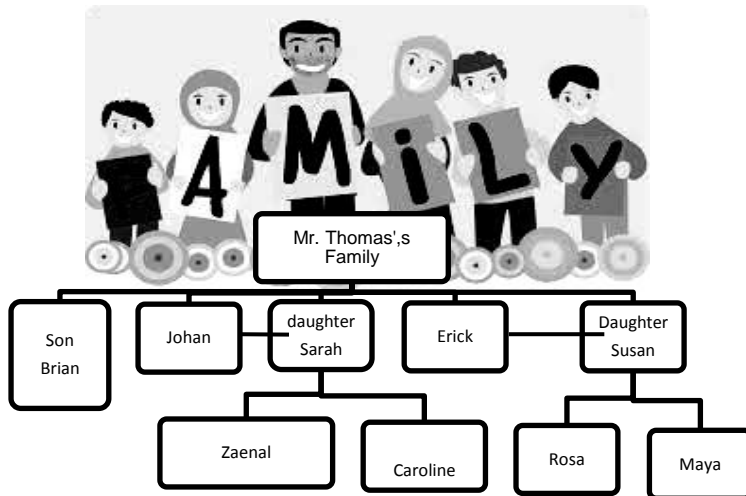 A M i L Y
Mr. Thomas',s
Family
Son
Brian
Johan
daughter
Sarah
Erick
Daughter
Susan
Zaenal
Caroline
Rosa
Maya